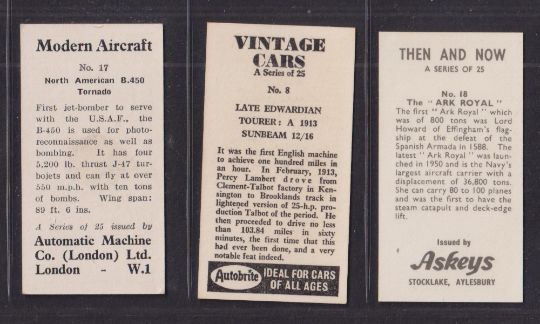 Modern Aircraft
No. 17
North American B.450
Tornado
First jet-bomber to serve
with the U.S.A.F., the
B-450 is used for photo-
reconnaissance as well as
bombing. It has four
5,200 lb. thrust J-47 tur-
bojets and can fly at over
550 m.p.h. with ten tons
of bombs. Wing span:
89 ft. 6 ins.
A Series of 25 issued by
Automatic Machine
Co. (London) Ltd.
London - W.1
VINTAGE
CARS
A Series of 25
No. 8
LATE EDWARDIAN
TOURER: A 1913
SUNBEAM 12/16
It was the first English machine
to achieve one hundred miles in
an hour. In February, 1913,
Percy Lambert drove from
Clement-Talbot factory in Ken-
sington to Brooklands track in
lightened version of 25-h.p. pro-
duction Talbot of the period. He
then proceeded to drive no less
than 103.84 miles in sixty
minutes, the first time that this
had ever been done, and a very
notable feat indeed.
Autobrite IDEAL FOR CARS
OF ALL AGES
THEN AND NOW
A SERIES OF 25
No. 18
The "ARK ROYAL"
The first "Ark Royal" which
was of 800 tons was Lord
Howard of Effingham's flag-
ship at the defeat of the
Spanish Armada in 1588. The
latest "Ark Royal" was laun-
ched in 1950 and is the Navy's
largest aircraft carrier with a
displacement of 36,800 tons.
She can carry 80 to 100 planes
and was the first to have the
steam catapult and deck-edge
lift.
Issued by
Askeys
STOCKLAKE, AYLESBURY